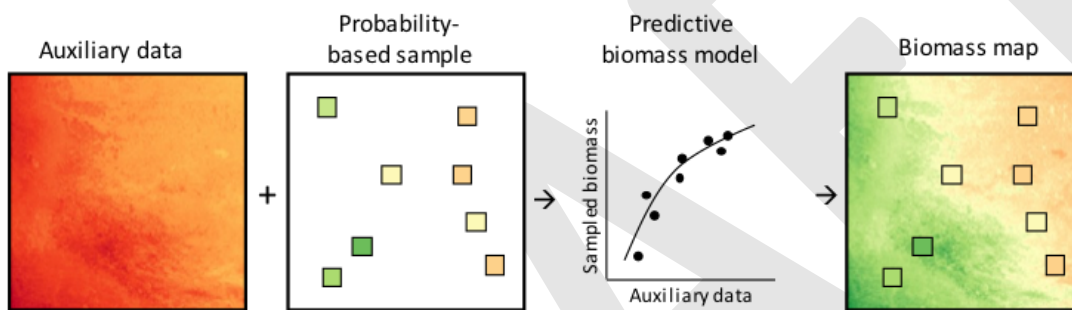 Auxiliary data
Probability-
based sample
Predictive
biomass model
Biomass map
+
→
→
Sampled biomass
Auxiliary data